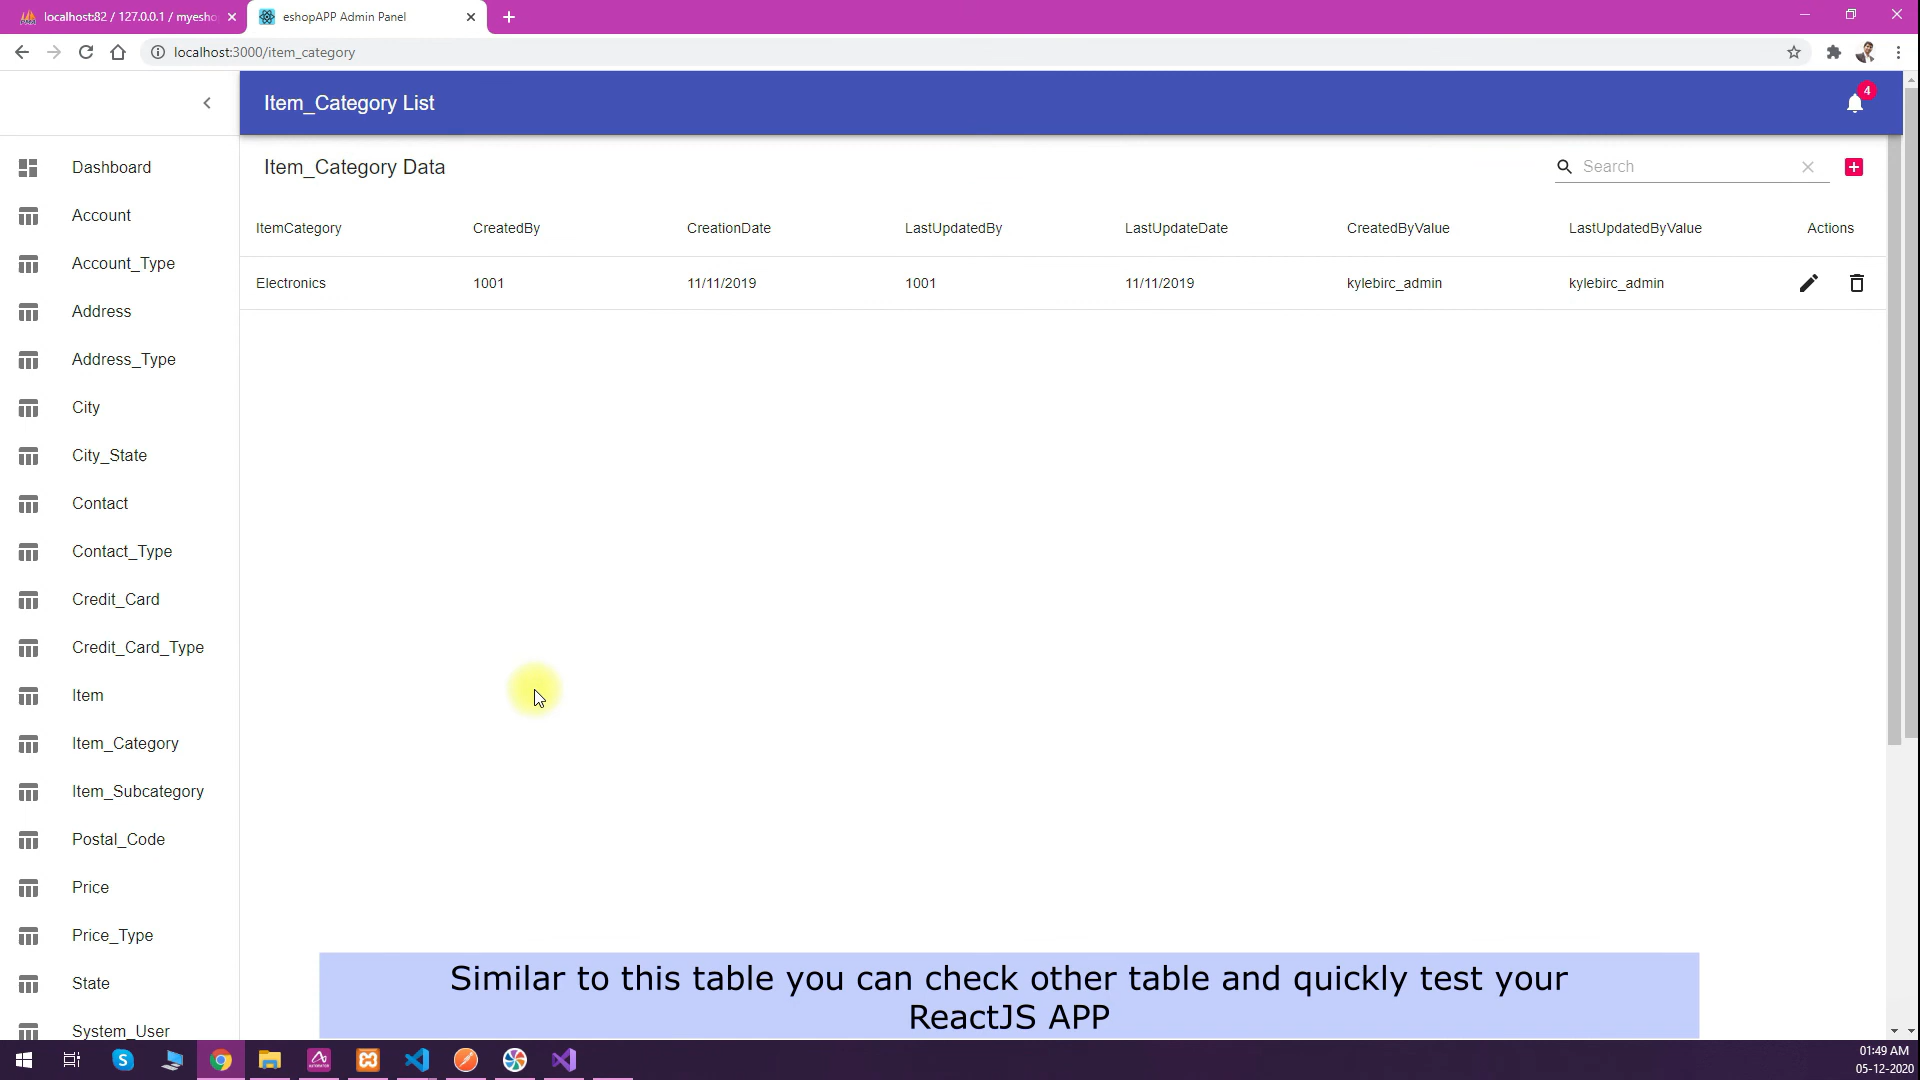 localhost:82 / 127.0.0.1 / myesho
eshopAPP Admin Panel
localhost:3000/item_category
Item_Category List
4
Dashboard
Account
Account_Type
Address
Address_Type
City
City_State
Contact
Contact_Type
Credit_Card
Credit_Card_Type
Item
Item_Category
Item_Subcategory
Postal_Code
Price
Price_Type
State
System_User
Item_Category Data
Search
ItemCategory CreatedBy CreationDate LastUpdatedBy LastUpdateDate CreatedByValue LastUpdatedByValue Actions
Electronics 1001 11/11/2019 1001 11/11/2019 kylebirc_admin kylebirc_admin
Similar to this table you can check other table and quickly test your
ReactJS APP
01:49 AM
05-12-2020